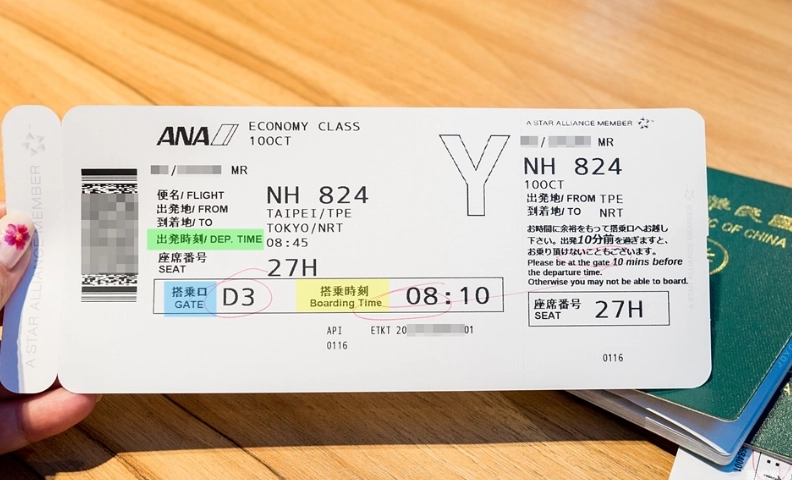 ANA ECONOMY CLASS
10OCT
MR
便名/ FLIGHT NH 824
出発地/ FROM TAIPEI/TPE
到着地/ TO TOKYO/NRT
出発時刻/ DEP. TIME 08:45
座席番号
SEAT 27H
搭乗口
GATE D3
搭乗時刻
Boarding Time 08:10
API ETKT 20 01
0116
Y
A STAR ALLIANCE MEMBER
MR
NH 824
10OCT
出発地/ FROM TPE
到着地/ TO NRT
お時間に余裕をもって搭乗口へお越し
下さい。出発10分前を過ぎますと、
お乗り頂けないこともございます。
Please be at the gate 10 mins before
the departure time.
Otherwise you may not be able to board.
座席番号
SEAT 27H
0116
A STAR ALLIANCE MEMBER
民國
OF CHINA